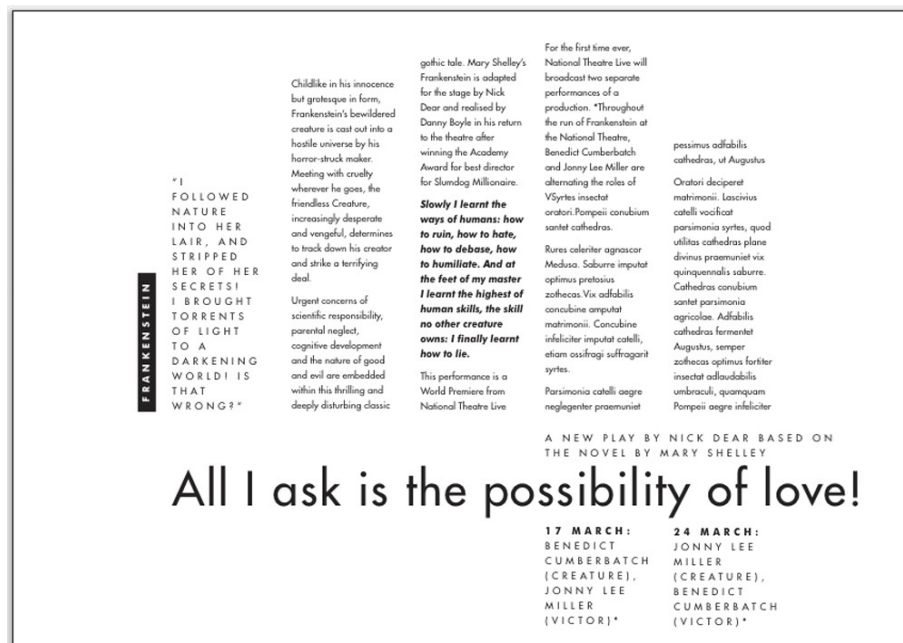 FRANKENSTEIN
"I
FOLLOWED
NATURE
INTO HER
LAIR, AND
STRIPPED
HER OF HER
SECRETS!
I BROUGHT
TORRENTS
OF LIGHT
TO A
DARKENING
WORLD! IS
THAT
WRONG?"
Childlike in his innocence
but grotesque in form,
Frankenstein's bewildered
creature is cast out into a
hostile universe by his
horror-struck maker.
Meeting with cruelty
wherever he goes, the
friendless Creature,
increasingly desperate
and vengeful, determines
to track down his creator
and strike a terrifying
deal.
Urgent concerns of
scientific responsibility,
parental neglect,
cognitive development
and the nature of good
and evil are embedded
within this thrilling and
deeply disturbing classic
gothic tale. Mary Shelley's
Frankenstein is adapted
for the stage by Nick
Dear and realised by
Danny Boyle in his return
to the theatre after
winning the Academy
Award for best director
for Slumdog Millionaire.
Slowly I learnt the
ways of humans: how
to ruin, how to hate,
how to debase, how
to humiliate. And at
the feet of my master
I learnt the highest of
human skills, the skill
no other creature
owns: I finally learnt
how to lie.
This performance is a
World Premiere from
National Theatre Live
For the first time ever,
National Theatre Live will
broadcast two separate
performances of a
production. *Throughout
the run of Frankenstein at
the National Theatre,
Benedict Cumberbatch
and Jonny Lee Miller are
alternating the roles of
VSyrtes insectat
oratori.Pompeii conubium
santet cathedras.
Rures celeriter agnascor
Medusa. Saburre imputat
optimus pretosius
zothecas.Vix adfabilis
concubine amputat
matrimonii. Concubine
infeliciter imputat catelli,
etiam ossifragi suffragarit
syrtes.
Parsimonia catelli aegre
neglegenter praemuniet
pessimus adfabilis
cathedras, ut Augustus
Oratori deciperet
matrimonii. Lascivius
catelli vocificat
parsimonia syrtes, quod
utilitas cathedras plane
divinus praemuniet vix
quinquennalis saburre.
Cathedras conubium
santet parsimonia
agricolae. Adfabilis
cathedras fermentet
Augustus, semper
zothecas optimus fortiter
insectat adlaudabilis
umbraculi, quamquam
Pompeii aegre infeliciter
A NEW PLAY BY NICK DEAR BASED ON
THE NOVEL BY MARY SHELLEY
All I ask is the possibility of love!
17 MARCH:
BENEDICT
CUMBERBATCH
(CREATURE),
JONNY LEE
MILLER
(VICTOR)*
24 MARCH:
JONNY LEE
MILLER
(CREATURE),
BENEDICT
CUMBERBATCH
(VICTOR)*